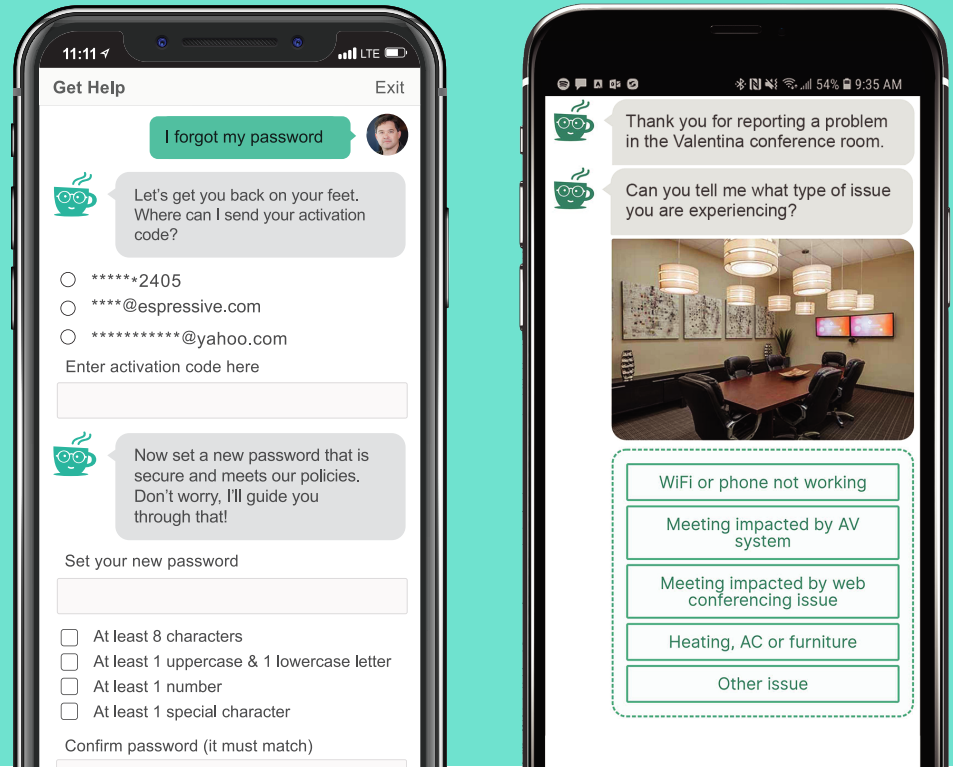 11:11
LTE
Get Help
Exit
I forgot my password
Let's get you back on your feet.
Where can I send your activation
code?
*****2405
****@espressive.com
***********@yahoo.com
Enter activation code here
Now set a new password that is
secure and meets our policies.
Don't worry, I'll guide you
through that!
Set your new password
At least 8 characters
At least 1 uppercase & 1 lowercase letter
At least 1 number
At least 1 special character
Confirm password (it must match)
54%
9:35 AM
Thank you for reporting a problem
in the Valentina conference room.
Can you tell me what type of issue
you are experiencing?
WiFi or phone not working
Meeting impacted by AV
system
Meeting impacted by web
conferencing issue
Heating, AC or furniture
Other issue